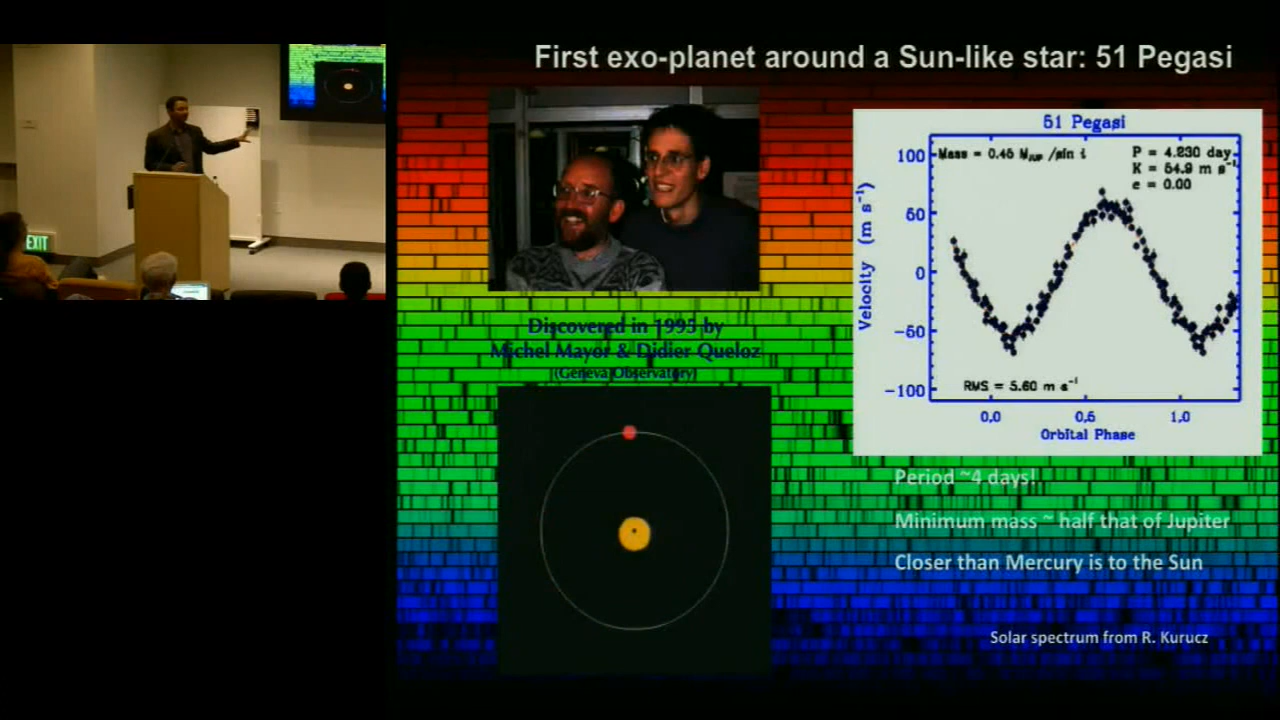 First exo-planet around a Sun-like star: 51 Pegasi
EXIT
Discovered in 1995 by
Michel Mayor & Didier Queloz
(Geneva Observatory)
51 Pegasi
Mass = 0.45 M_JUP /sin i
P = 4.230 day
K = 54.9 m s⁻¹
e = 0.00
100
50
0
-50
-100
Velocity (m s⁻¹)
RMS = 5.60 m s⁻¹
0.0 0.5 1.0
Orbital Phase
Period ~4 days!
Minimum mass ~ half that of Jupiter
Closer than Mercury is to the Sun
Solar spectrum from R. Kurucz